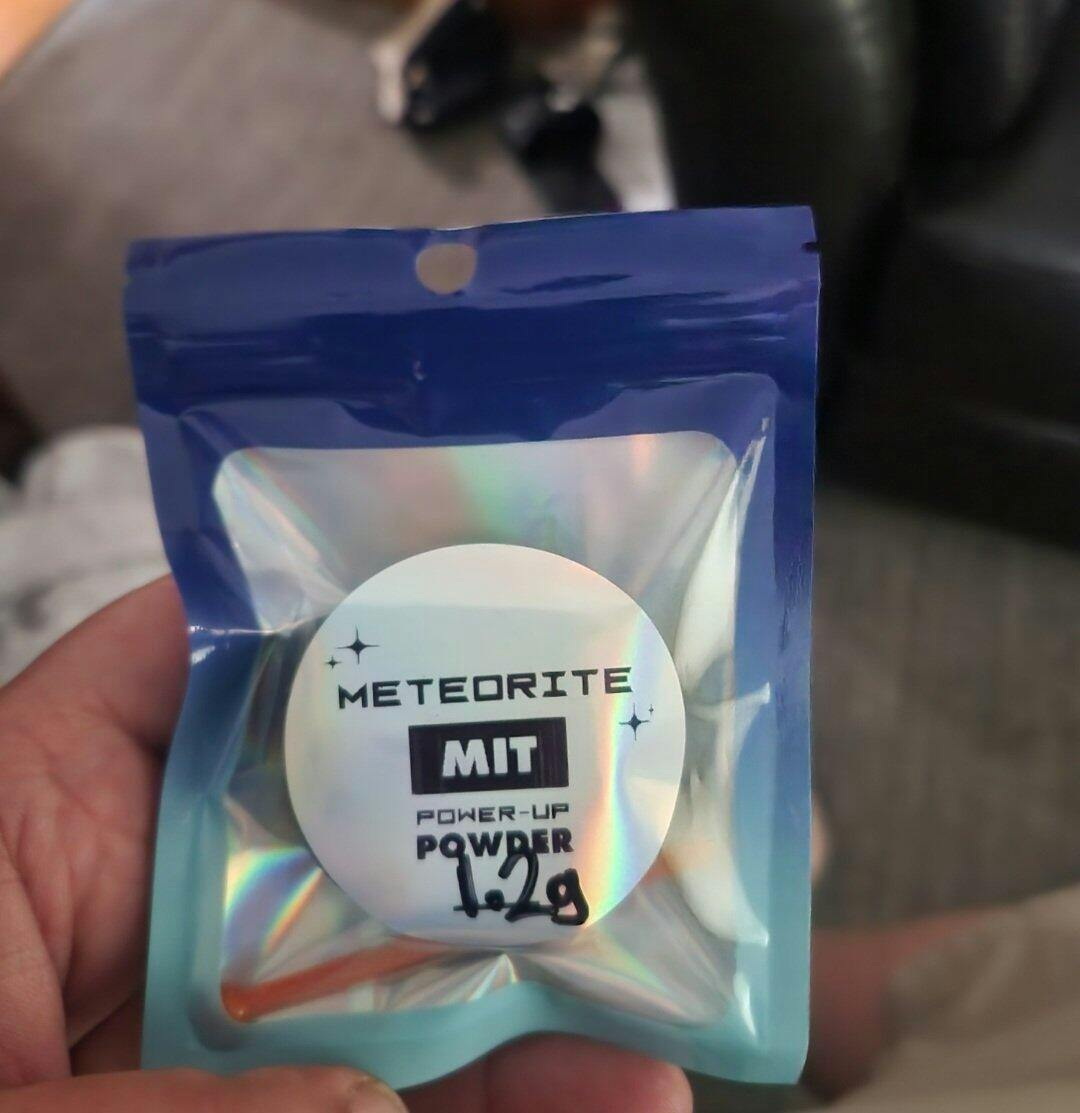 METEORITE
MIT
POWER-UP
POWDER
1.2g